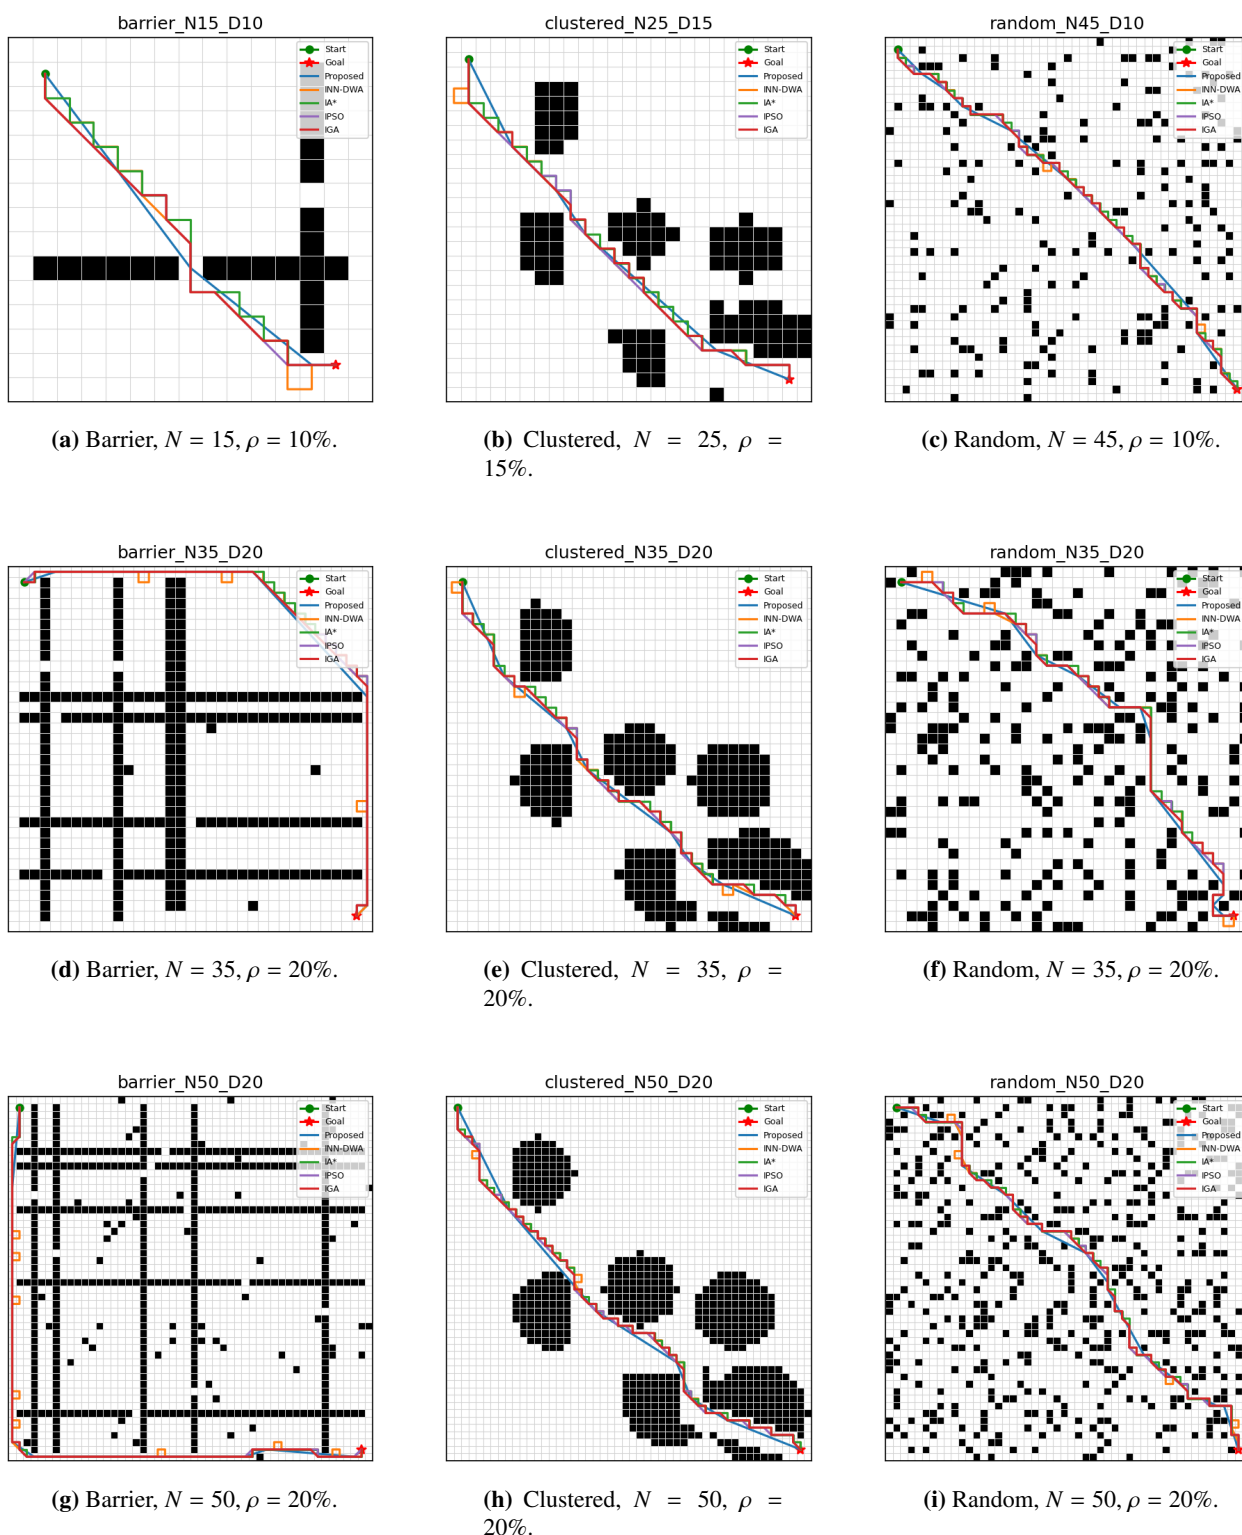 barrier_N15_D10
Start
Goal
Proposed
INN-DWA
IA*
IPSO
IGA
(a) Barrier, N = 15, ρ = 10%.
clustered_N25_D15
Start
Goal
Proposed
INN-DWA
IA*
IPSO
IGA
(b) Clustered, N = 25, ρ =
15%.
random_N45_D10
Start
Goal
Proposed
INN-DWA
IA*
IPSO
IGA
(c) Random, N = 45, ρ = 10%.
barrier_N35_D20
Start
Goal
Proposed
INN-DWA
IA*
IPSO
IGA
(d) Barrier, N = 35, ρ = 20%.
clustered_N35_D20
Start
Goal
Proposed
INN-DWA
IA*
IPSO
IGA
(e) Clustered, N = 35, ρ =
20%.
random_N35_D20
Start
Goal
Proposed
INN-DWA
IA*
IPSO
IGA
(f) Random, N = 35, ρ = 20%.
barrier_N50_D20
Start
Goal
Proposed
INN-DWA
IA*
IPSO
IGA
(g) Barrier, N = 50, ρ = 20%.
clustered_N50_D20
Start
Goal
Proposed
INN-DWA
IA*
IPSO
IGA
(h) Clustered, N = 50, ρ =
20%.
random_N50_D20
Start
Goal
Proposed
INN-DWA
IA*
IPSO
IGA
(i) Random, N = 50, ρ = 20%.